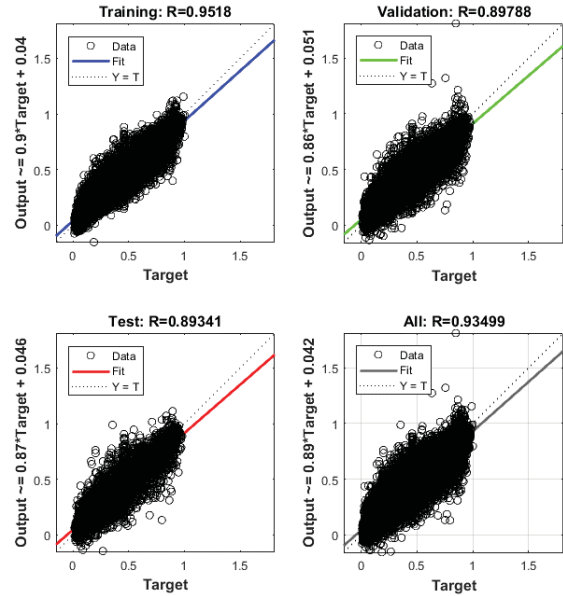 Training: R=0.9518
Output ~= 0.9*Target + 0.04
Data
Fit
Y = T
1.5
1
0.5
0
0
0.5
1
1.5
Target
Validation: R=0.89788
Output ~= 0.86*Target + 0.051
Data
Fit
Y = T
1.5
1
0.5
0
0
0.5
1
1.5
Target
Test: R=0.89341
Output ~= 0.87*Target + 0.046
Data
Fit
Y = T
1.5
1
0.5
0
0
0.5
1
1.5
Target
All: R=0.93499
Output ~= 0.89*Target + 0.042
Data
Fit
Y = T
1.5
1
0.5
0
0
0.5
1
1.5
Target